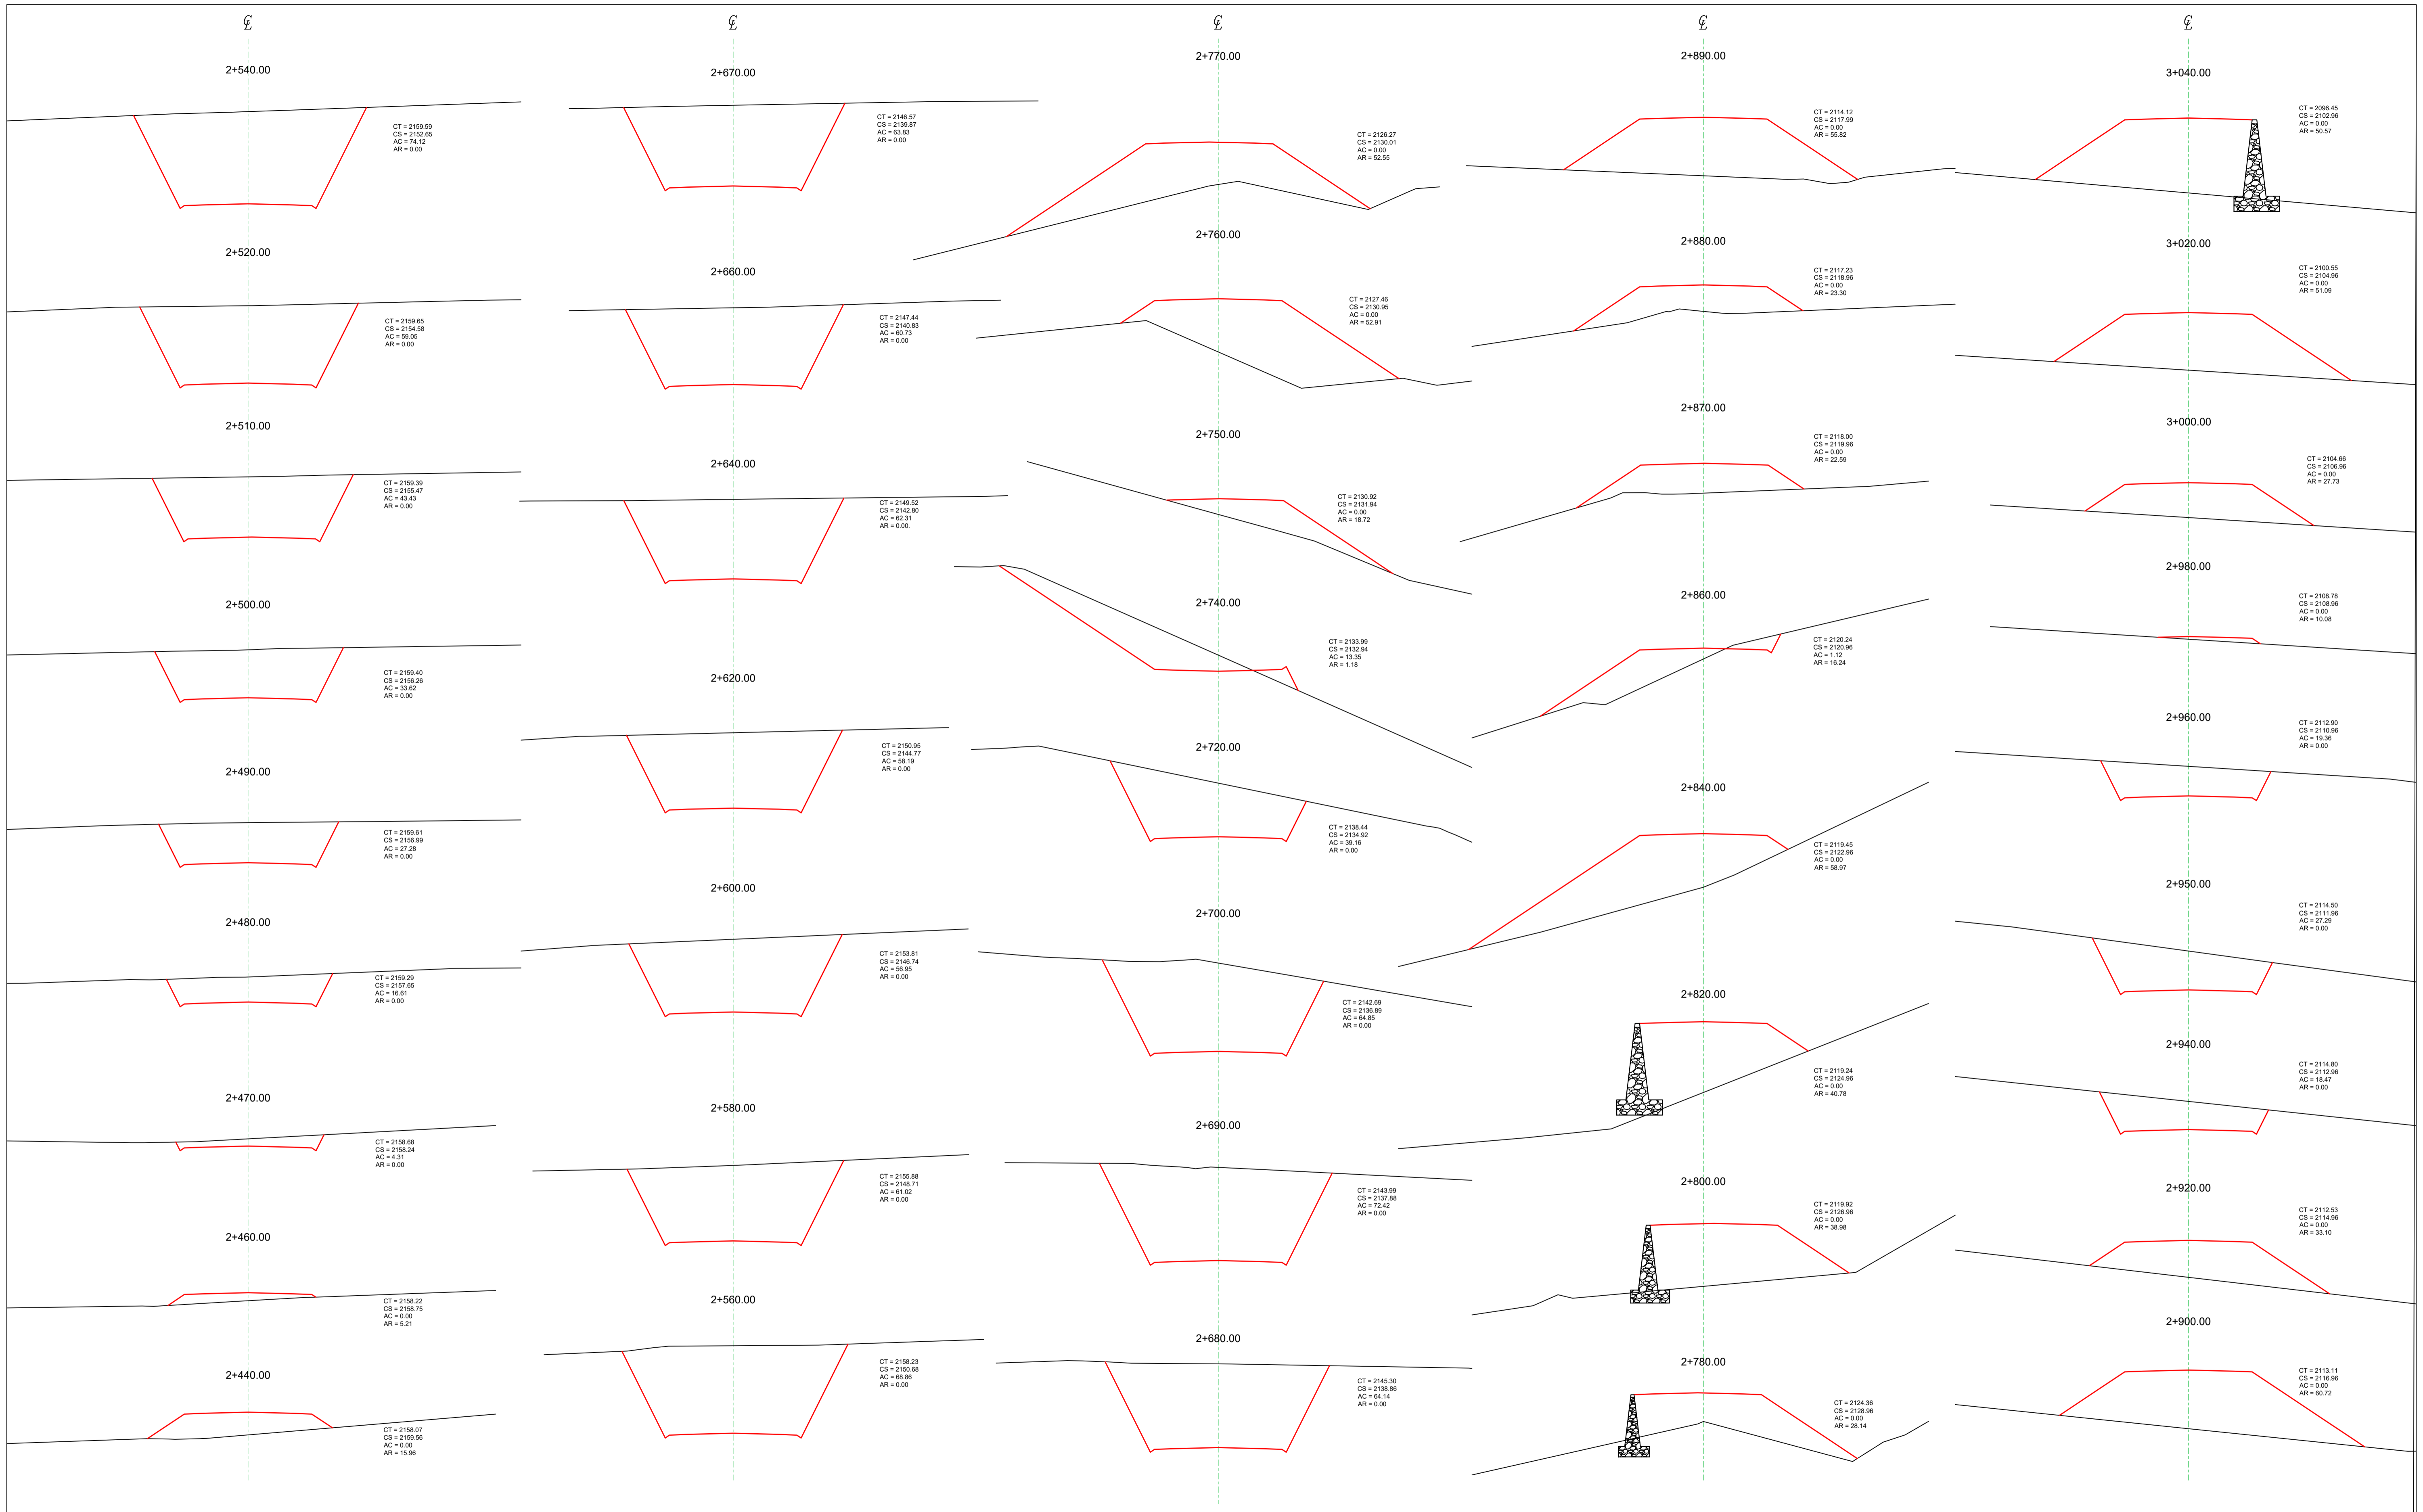 ℄
2+540.00
CT = 2159.59
CS = 2152.65
AC = 74.12
AR = 0.00
2+520.00
CT = 2159.65
CS = 2154.58
AC = 59.05
AR = 0.00
2+510.00
CT = 2159.39
CS = 2155.47
AC = 43.43
AR = 0.00
2+500.00
CT = 2159.40
CS = 2156.26
AC = 33.62
AR = 0.00
2+490.00
CT = 2159.61
CS = 2156.99
AC = 27.28
AR = 0.00
2+480.00
CT = 2159.29
CS = 2157.65
AC = 16.61
AR = 0.00
2+470.00
CT = 2158.68
CS = 2158.24
AC = 4.31
AR = 0.00
2+460.00
CT = 2158.22
CS = 2158.75
AC = 0.00
AR = 5.21
2+440.00
CT = 2158.07
CS = 2159.56
AC = 0.00
AR = 15.96
℄
2+670.00
CT = 2146.57
CS = 2139.87
AC = 63.83
AR = 0.00
2+660.00
CT = 2147.44
CS = 2140.83
AC = 60.73
AR = 0.00
2+640.00
CT = 2149.52
CS = 2142.80
AC = 62.31
AR = 0.00
2+620.00
CT = 2150.95
CS = 2144.77
AC = 58.19
AR = 0.00
2+600.00
CT = 2153.81
CS = 2146.74
AC = 56.95
AR = 0.00
2+580.00
CT = 2155.88
CS = 2148.71
AC = 61.02
AR = 0.00
2+560.00
CT = 2158.23
CS = 2150.68
AC = 68.86
AR = 0.00
℄
2+770.00
CT = 2126.27
CS = 2130.01
AC = 0.00
AR = 52.55
2+760.00
CT = 2127.46
CS = 2130.95
AC = 0.00
AR = 52.91
2+750.00
CT = 2130.92
CS = 2131.94
AC = 0.00
AR = 18.72
2+740.00
CT = 2133.99
CS = 2132.94
AC = 13.35
AR = 1.18
2+720.00
CT = 2138.44
CS = 2134.92
AC = 39.16
AR = 0.00
2+700.00
CT = 2142.69
CS = 2136.89
AC = 64.85
AR = 0.00
2+690.00
CT = 2143.99
CS = 2137.88
AC = 72.42
AR = 0.00
2+680.00
CT = 2145.30
CS = 2138.86
AC = 64.14
AR = 0.00
℄
2+890.00
CT = 2114.12
CS = 2117.99
AC = 0.00
AR = 55.82
2+880.00
CT = 2117.23
CS = 2118.96
AC = 0.00
AR = 23.30
2+870.00
CT = 2118.00
CS = 2119.96
AC = 0.00
AR = 22.59
2+860.00
CT = 2120.24
CS = 2120.96
AC = 1.12
AR = 16.24
2+840.00
CT = 2119.45
CS = 2122.96
AC = 0.00
AR = 58.97
2+820.00
CT = 2119.24
CS = 2124.96
AC = 0.00
AR = 40.78
2+800.00
CT = 2119.92
CS = 2126.96
AC = 0.00
AR = 38.98
2+780.00
CT = 2124.36
CS = 2128.96
AC = 0.00
AR = 28.14
℄
3+040.00
CT = 2096.45
CS = 2102.96
AC = 0.00
AR = 50.57
3+020.00
CT = 2100.55
CS = 2104.96
AC = 0.00
AR = 51.09
3+000.00
CT = 2104.66
CS = 2106.96
AC = 0.00
AR = 27.73
2+980.00
CT = 2108.78
CS = 2108.96
AC = 0.00
AR = 10.08
2+960.00
CT = 2112.90
CS = 2110.96
AC = 19.36
AR = 0.00
2+950.00
CT = 2114.50
CS = 2111.96
AC = 27.29
AR = 0.00
2+940.00
CT = 2114.80
CS = 2112.96
AC = 18.47
AR = 0.00
2+920.00
CT = 2112.53
CS = 2114.96
AC = 0.00
AR = 33.10
2+900.00
CT = 2113.11
CS = 2116.96
AC = 0.00
AR = 60.72